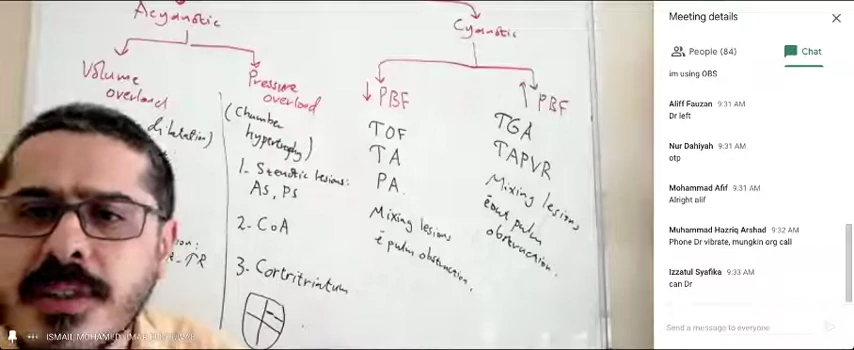 Acyanotic
Cyanotic
Volume
overload
dilatation)
Pressure
overload
(Chamber
hypertrophy)
1- Stenotic lesions:
AS, PS
2- CoA
3- Cortriatriatum
↓ PBF
TOF
TA
PA
Mixing lesions
ē pulm obstruction.
↑ PBF
TGA
TAPVR
Mixing lesions
ēout pulm
obstruction.
TR
Meeting details
People (84)
Chat
im using OBS
Aliff Fauzan 9:31 AM
Dr left
Nur Dahiyah 9:31 AM
otp
Mohammad Afif 9:31 AM
Alright alif
Muhammad Hazriq Arshad 9:32 AM
Phone Dr vibrate, mungkin org call
Izzatul Syafika 9:33 AM
can Dr
Send a message to everyone
ISMAIL MOHAMED